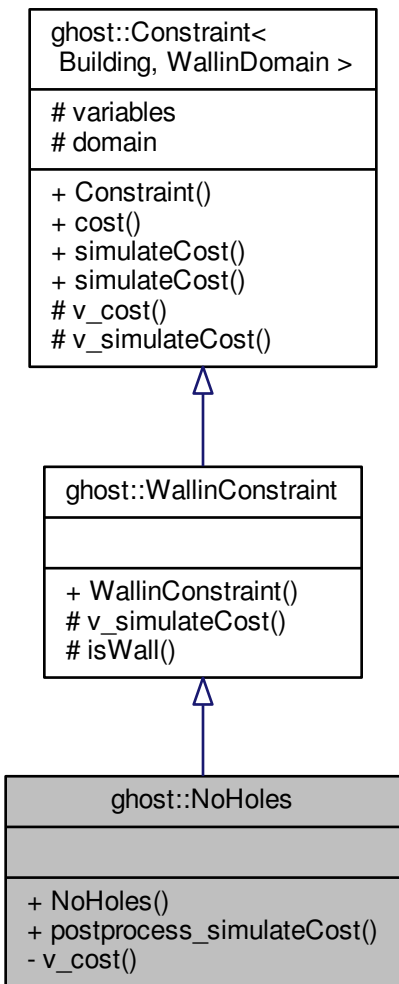 ghost::Constraint<
Building, WallinDomain >
# variables
# domain
+ Constraint()
+ cost()
+ simulateCost()
+ simulateCost()
# v_cost()
# v_simulateCost()
ghost::WallinConstraint
+ WallinConstraint()
# v_simulateCost()
# isWall()
ghost::NoHoles
+ NoHoles()
+ postprocess_simulateCost()
- v_cost()